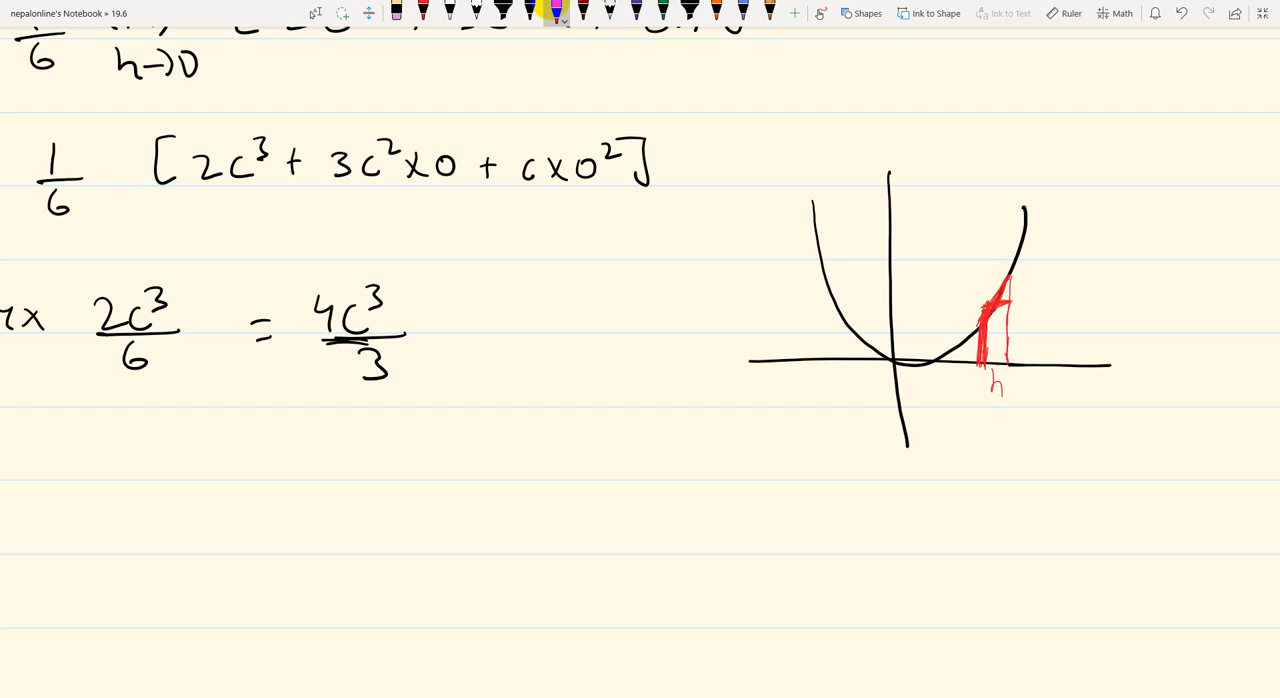 nepalonline's Notebook » 19.6
Shapes Ink to Shape Ink to Text Ruler Math
6 h→0
1/6 [2c³ + 3c²×0 + c×0²]
× 2c³/6 = 4c³/3
h